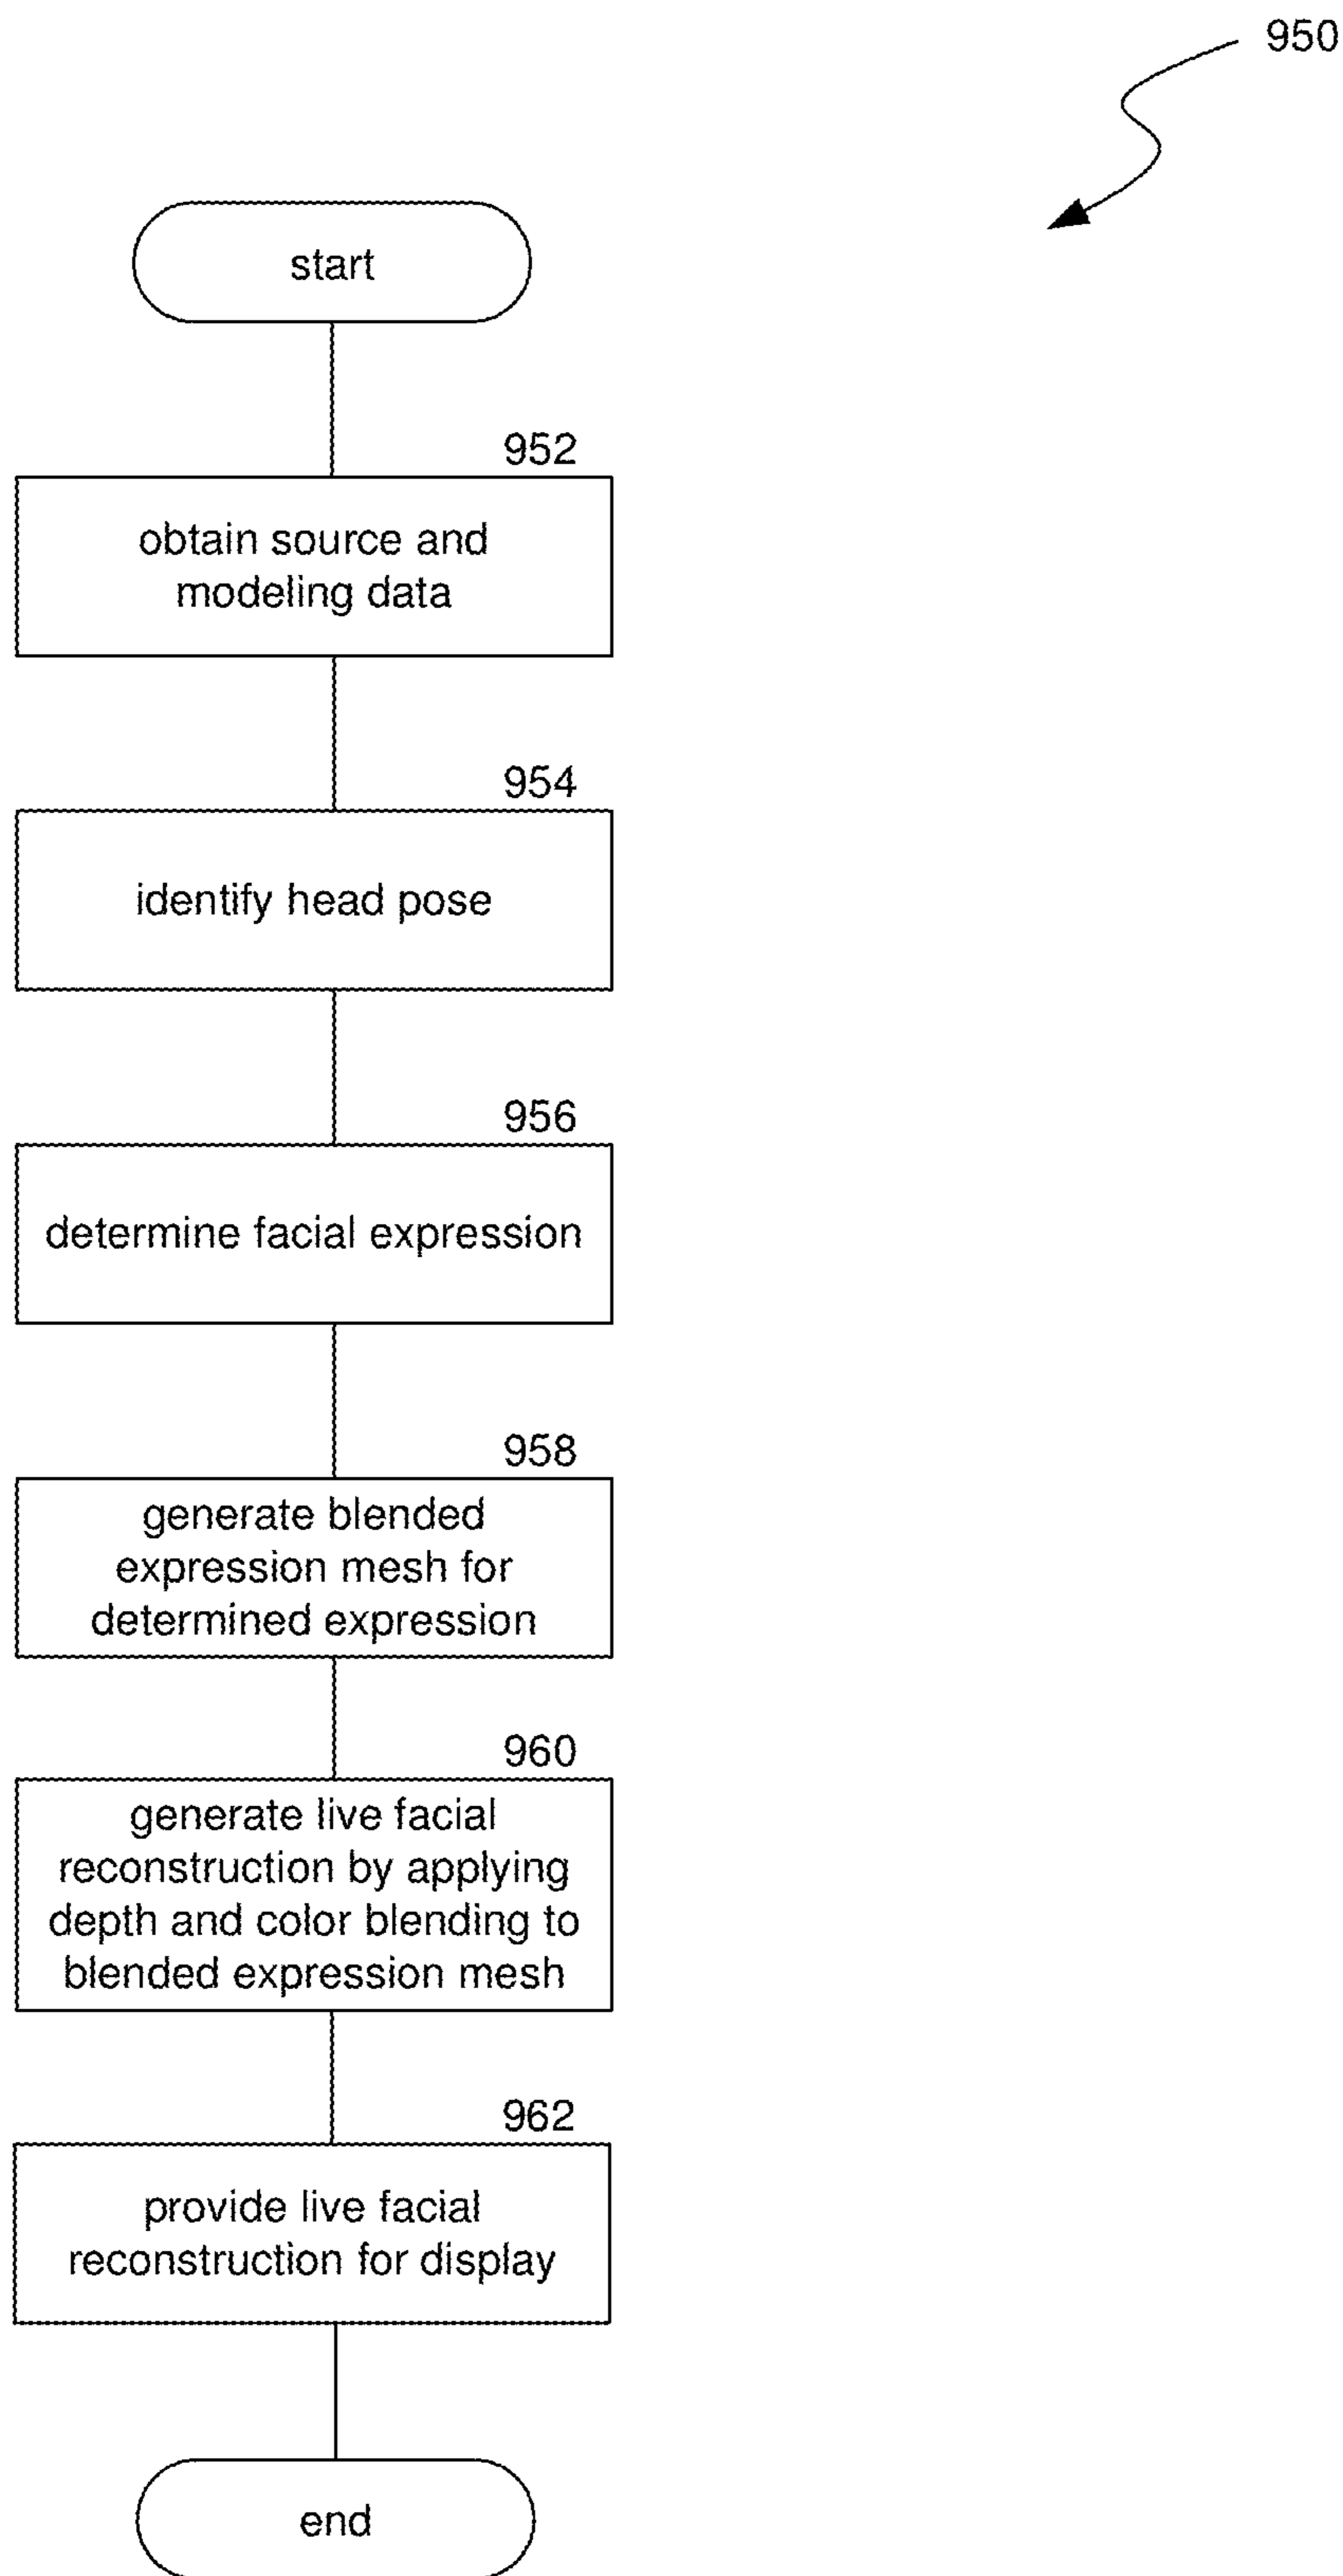 950
start
952
obtain source and
modeling data
954
identify head pose
956
determine facial expression
958
generate blended
expression mesh for
determined expression
960
generate live facial
reconstruction by applying
depth and color blending to
blended expression mesh
962
provide live facial
reconstruction for display
end